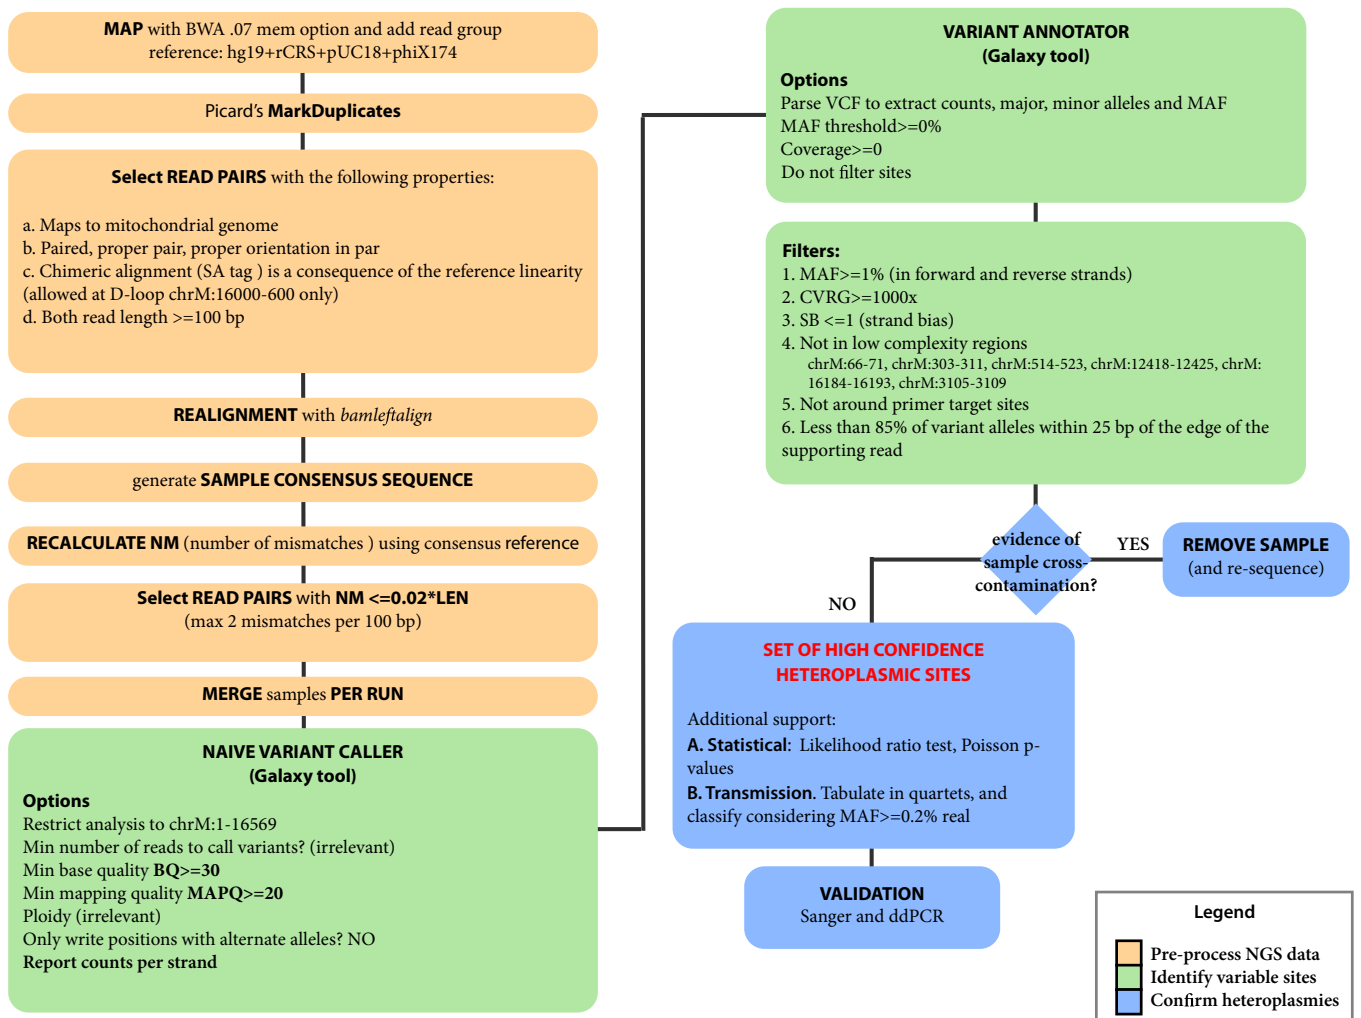 MAP with BWA .07 mem option and add read group
reference: hg19+rCRS+pUC18+phiX174
Picard's MarkDuplicates
Select READ PAIRS with the following properties:
a. Maps to mitochondrial genome
b. Paired, proper pair, proper orientation in par
c. Chimeric alignment (SA tag ) is a consequence of the reference linearity
(allowed at D-loop chrM:16000-600 only)
d. Both read length >=100 bp
REALIGNMENT with bamleftalign
generate SAMPLE CONSENSUS SEQUENCE
RECALCULATE NM (number of mismatches ) using consensus reference
Select READ PAIRS with NM <=0.02*LEN
(max 2 mismatches per 100 bp)
MERGE samples PER RUN
NAIVE VARIANT CALLER
(Galaxy tool)
Options
Restrict analysis to chrM:1-16569
Min number of reads to call variants? (irrelevant)
Min base quality BQ>=30
Min mapping quality MAPQ>=20
Ploidy (irrelevant)
Only write positions with alternate alleles? NO
Report counts per strand
VARIANT ANNOTATOR
(Galaxy tool)
Options
Parse VCF to extract counts, major, minor alleles and MAF
MAF threshold>=0%
Coverage>=0
Do not filter sites
Filters:
1. MAF>=1% (in forward and reverse strands)
2. CVRG>=1000x
3. SB <=1 (strand bias)
4. Not in low complexity regions
chrM:66-71, chrM:303-311, chrM:514-523, chrM:12418-12425, chrM:
16184-16193, chrM:3105-3109
5. Not around primer target sites
6. Less than 85% of variant alleles within 25 bp of the edge of the
supporting read
evidence of
sample cross-
contamination?
YES
REMOVE SAMPLE
(and re-sequence)
NO
SET OF HIGH CONFIDENCE
HETEROPLASMIC SITES
Additional support:
A. Statistical: Likelihood ratio test, Poisson p-
values
B. Transmission. Tabulate in quartets, and
classify considering MAF>=0.2% real
VALIDATION
Sanger and ddPCR
Legend
Pre-process NGS data
Identify variable sites
Confirm heteroplasmies